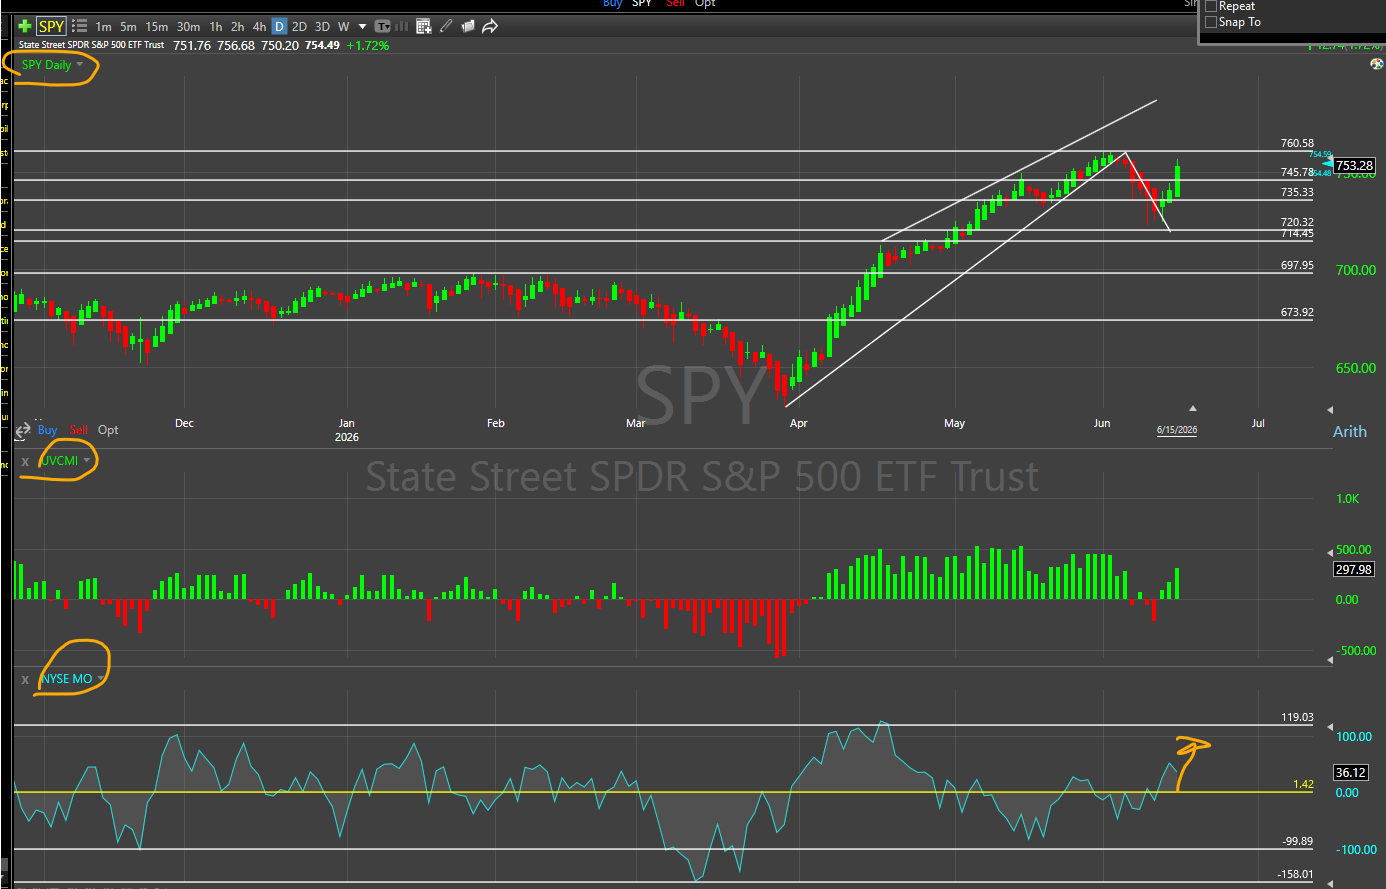 Buy SPY Sell Opt
Repeat
Snap To
SPY 1m 5m 15m 30m 1h 2h 4h D 2D 3D W T
State Street SPDR S&P 500 ETF Trust 751.76 756.68 750.20 754.49 +1.72%
SPY Daily
760.58
754.59
753.28
745.78
735.33
720.32
714.45
700.00
697.95
673.92
650.00
SPY
Dec Jan Feb Mar Apr May Jun Jul
2026
6/15/2026
Buy Sell Opt
Arith
x UVCMI
State Street SPDR S&P 500 ETF Trust
1.0K
500.00
297.98
0.00
-500.00
x NYSE MO
119.03
100.00
36.12
1.42
0.00
-99.89
-100.00
-158.01